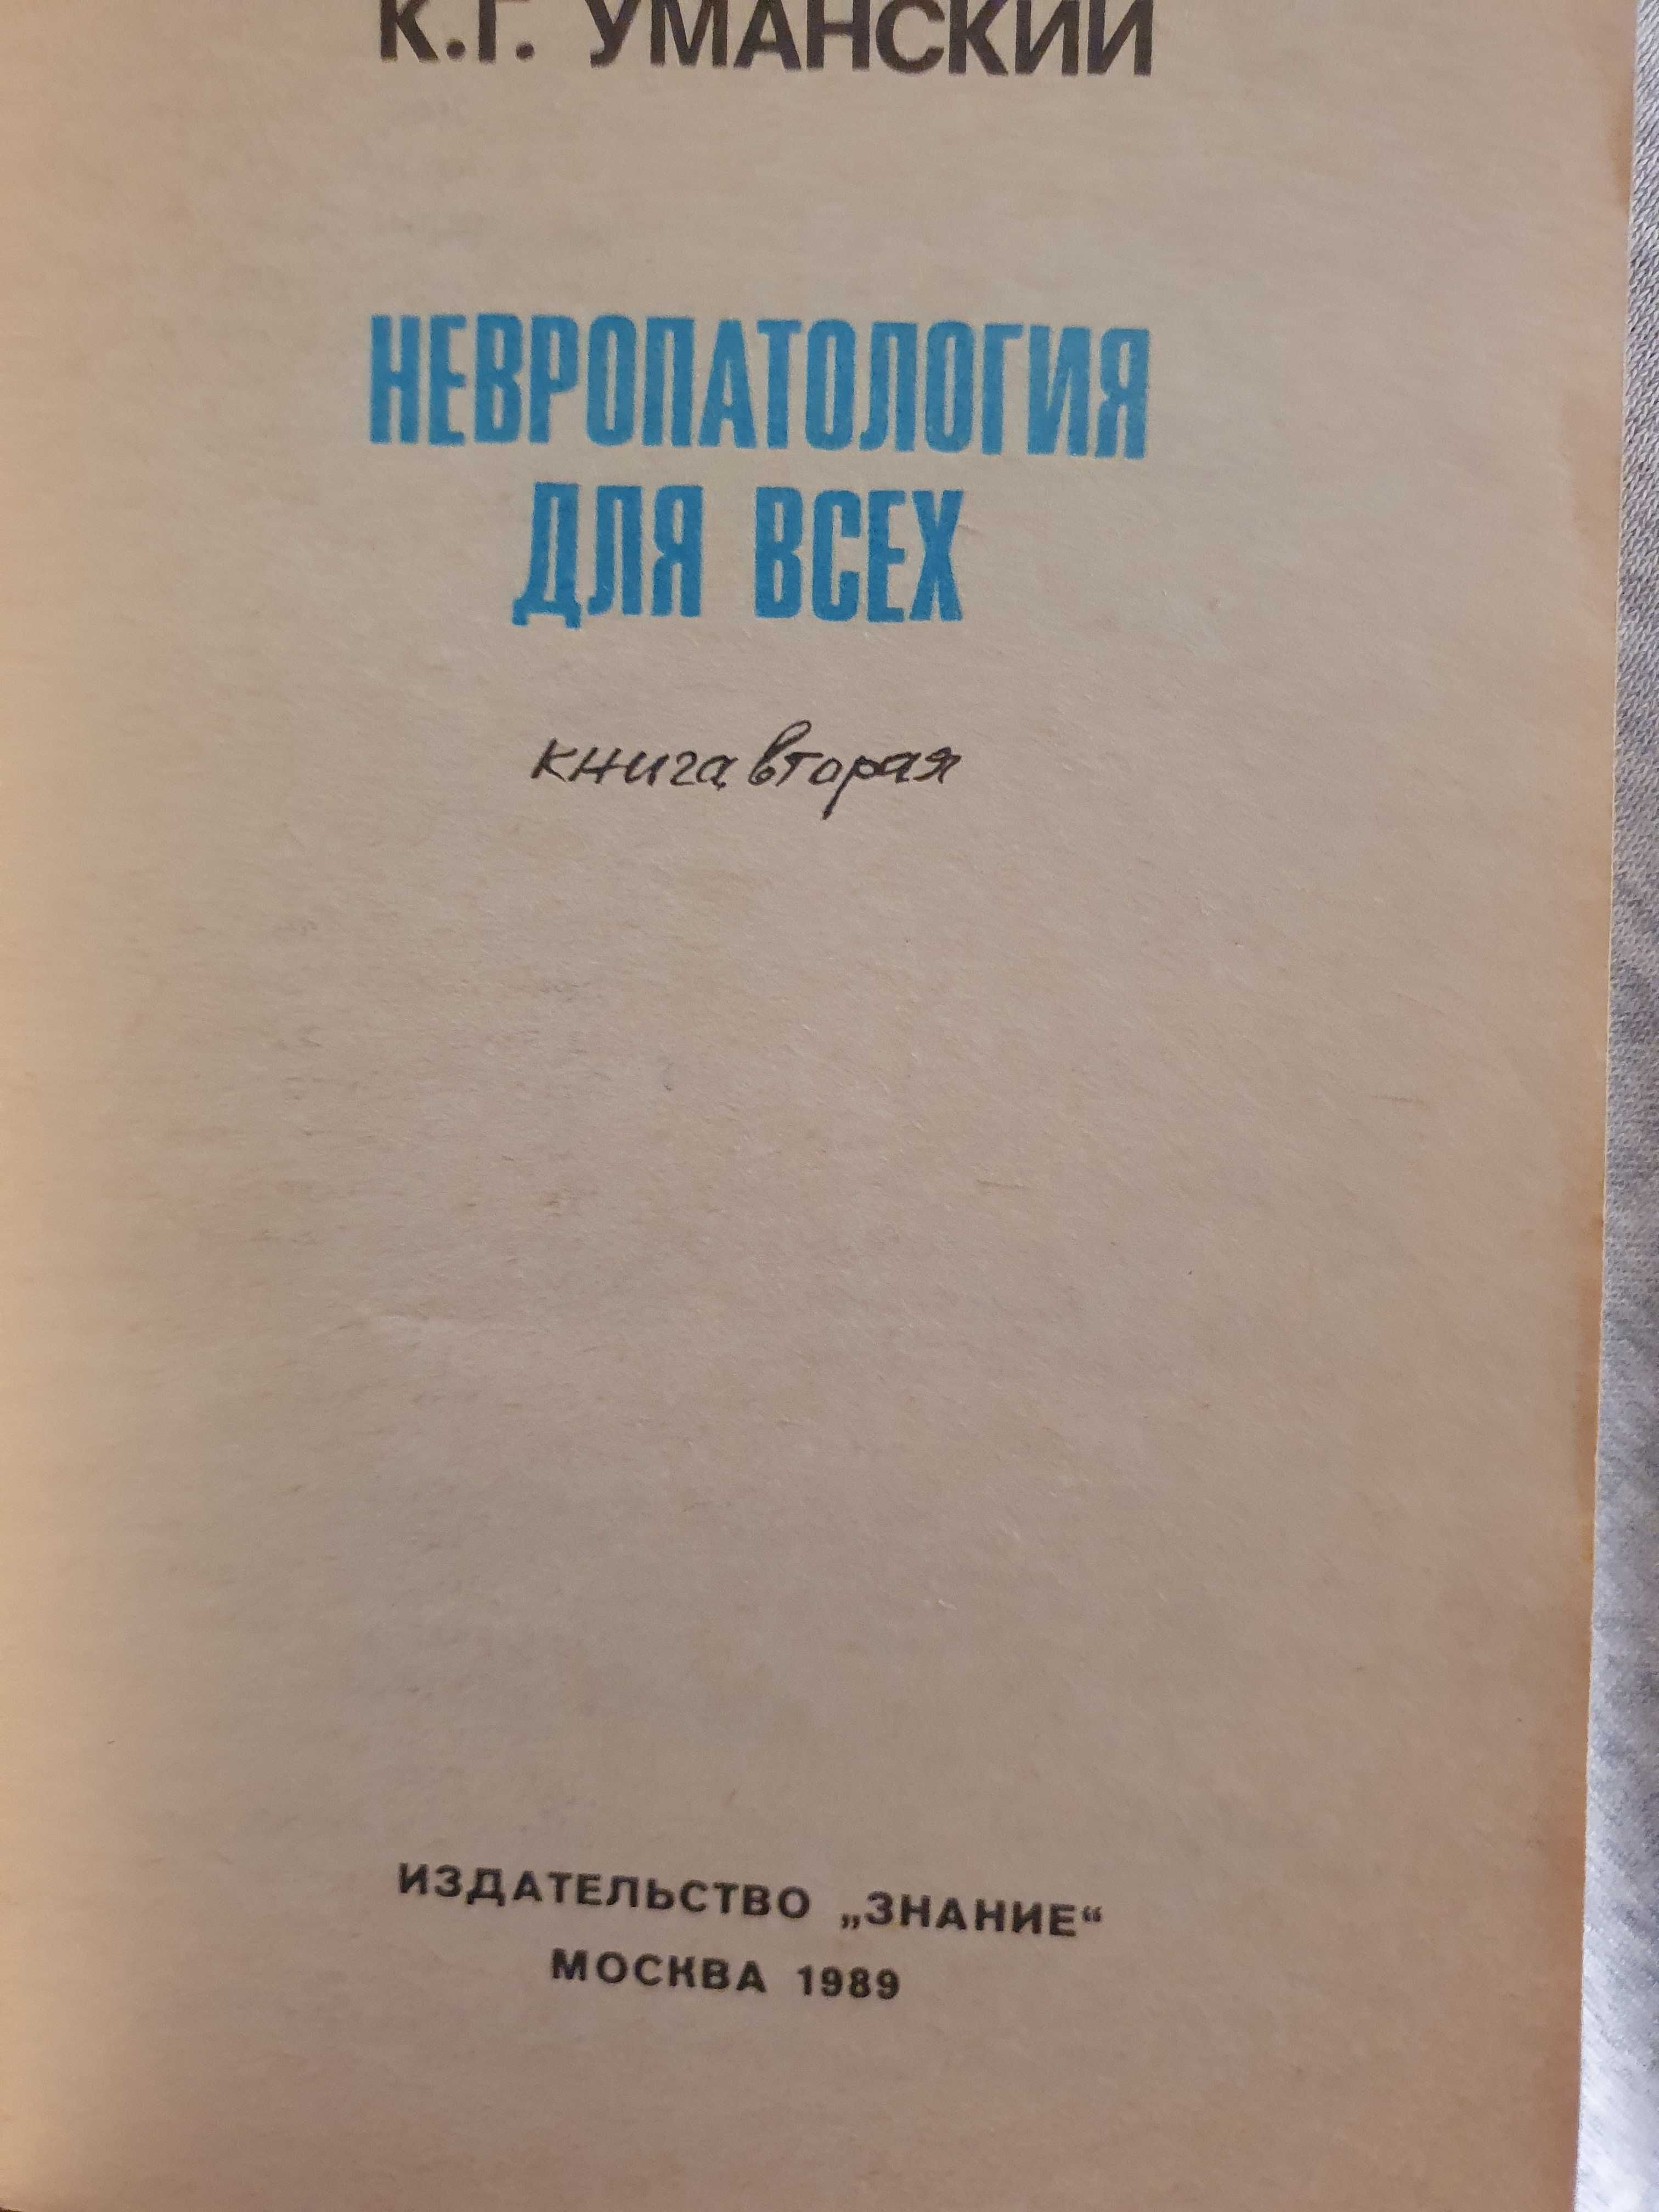 К.Г. УМАНСКИЙ
НЕВРОПАТОЛОГИЯ
ДЛЯ ВСЕХ
книга вторая
ИЗДАТЕЛЬСТВО „ЗНАНИЕ“
МОСКВА 1989